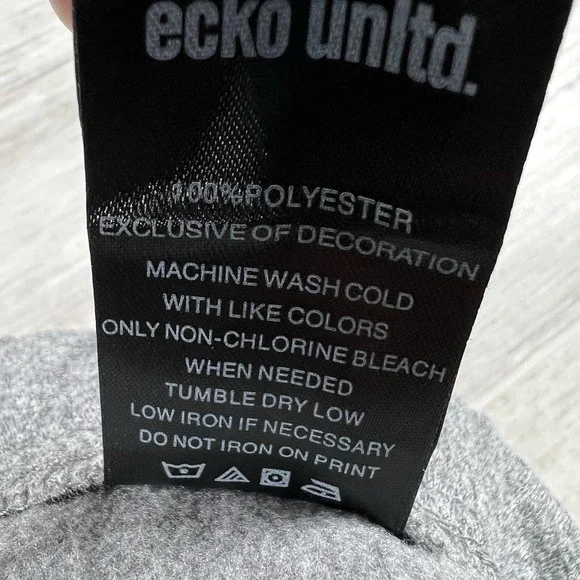 ecko unltd.
100% POLYESTER
EXCLUSIVE OF DECORATION
MACHINE WASH COLD
WITH LIKE COLORS
ONLY NON-CHLORINE BLEACH
WHEN NEEDED
TUMBLE DRY LOW
LOW IRON IF NECESSARY
DO NOT IRON ON PRINT